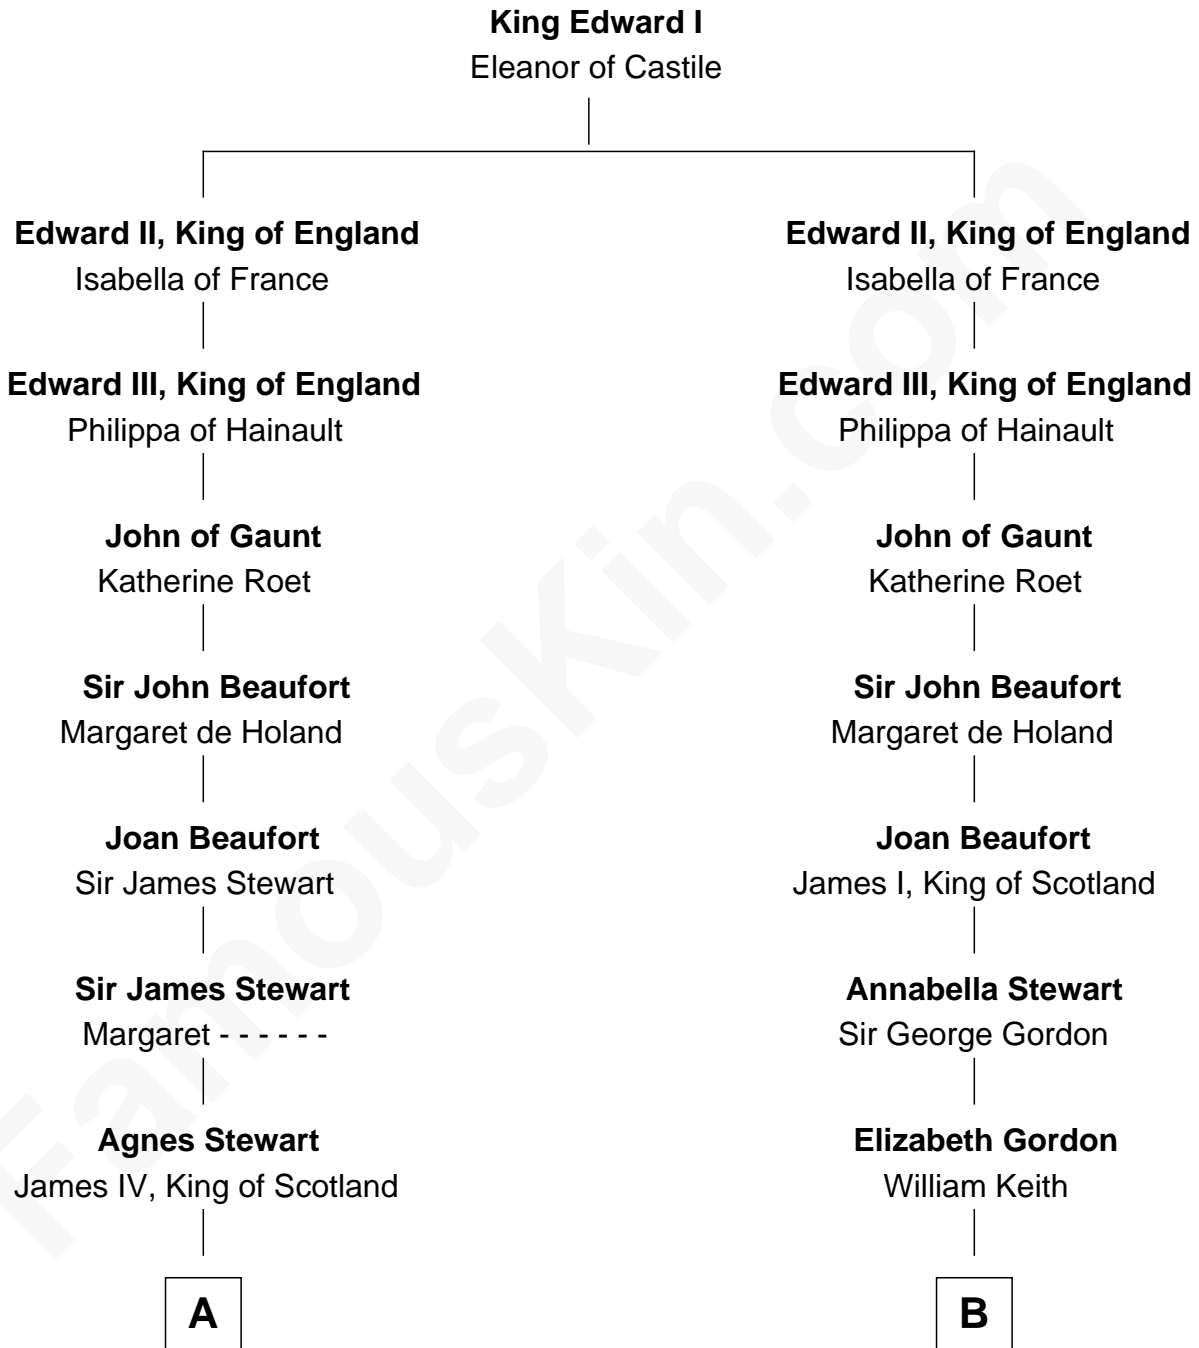 King Edward I
Eleanor of Castile
Edward II, King of England
Isabella of France
Edward III, King of England
Philippa of Hainault
John of Gaunt
Katherine Roet
Sir John Beaufort
Margaret de Holand
Joan Beaufort
Sir James Stewart
Sir James Stewart
Margaret - - - - - -
Agnes Stewart
James IV, King of Scotland
A
Edward II, King of England
Isabella of France
Edward III, King of England
Philippa of Hainault
John of Gaunt
Katherine Roet
Sir John Beaufort
Margaret de Holand
Joan Beaufort
James I, King of Scotland
Annabella Stewart
Sir George Gordon
Elizabeth Gordon
William Keith
B
FamousKin.com